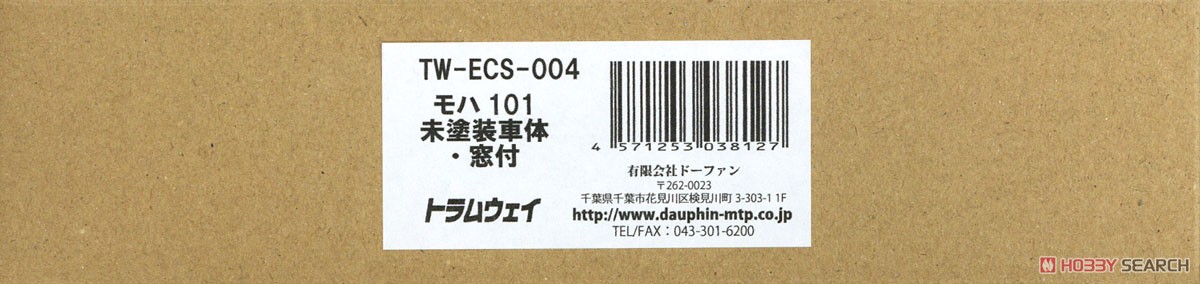 TW-ECS-004
モハ 101
未塗装車体
・窓付
トラムウェイ
4 571253 038127
有限会社ドーファン
〒262-0023
千葉県千葉市花見川区検見川町 3-303-1 1F
http://www.dauphin-mtp.co.jp
TEL/FAX：043-301-6200
HOBBY SEARCH